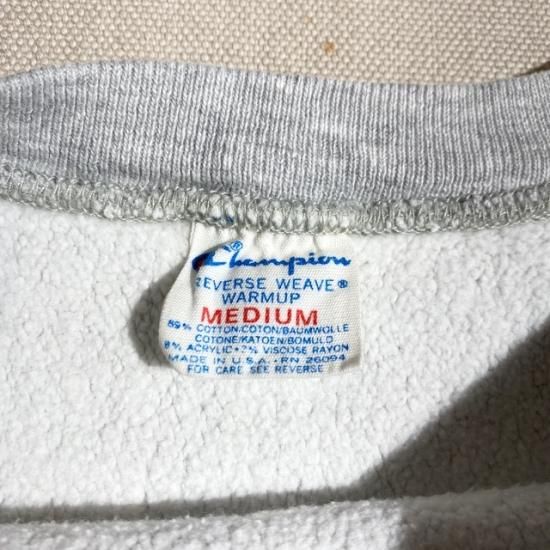 Champion®
REVERSE WEAVE®
WARMUP
MEDIUM
89% COTTON/COTON/BAUMWOLLE
COTONE/KATOEN/BOMULD
8% ACRYLIC•3% VISCOSE RAYON
MADE IN U.S.A.-RN 26094
FOR CARE SEE REVERSE